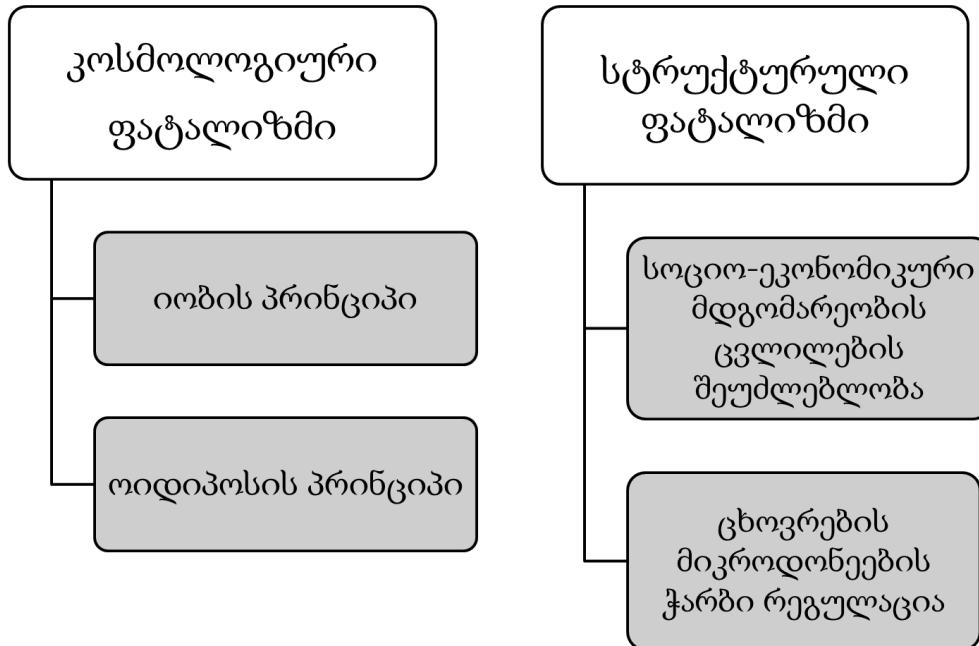 კოსმოლოგიური
ფატალიზმი
იობის პრინციპი
ოიდიპოსის პრინციპი
სტრუქტურული
ფატალიზმი
სოციო-ეკონომიკური
მდგომარეობის
ცვლილების
შეუძლებლობა
ცხოვრების
მიკროდონეების
ჭარბი რეგულაცია